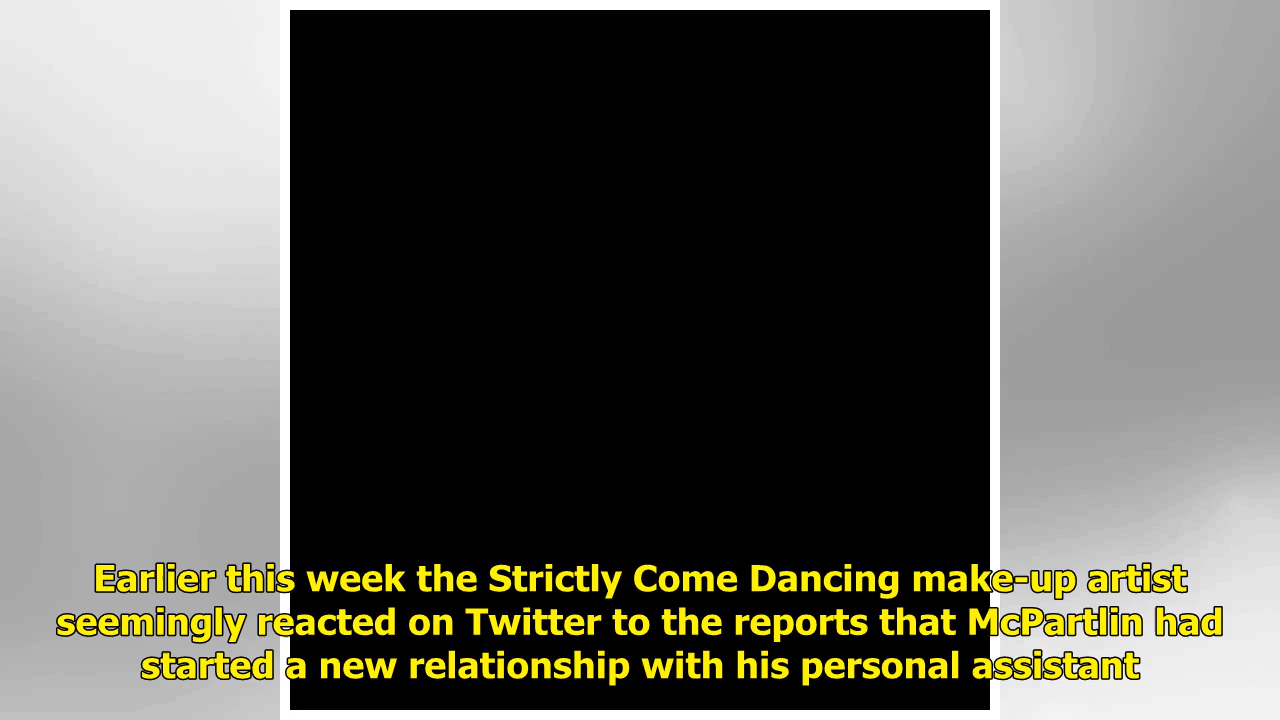 Earlier this week the Strictly Come Dancing make-up artist
seemingly reacted on Twitter to the reports that McPartlin had
started a new relationship with his personal assistant